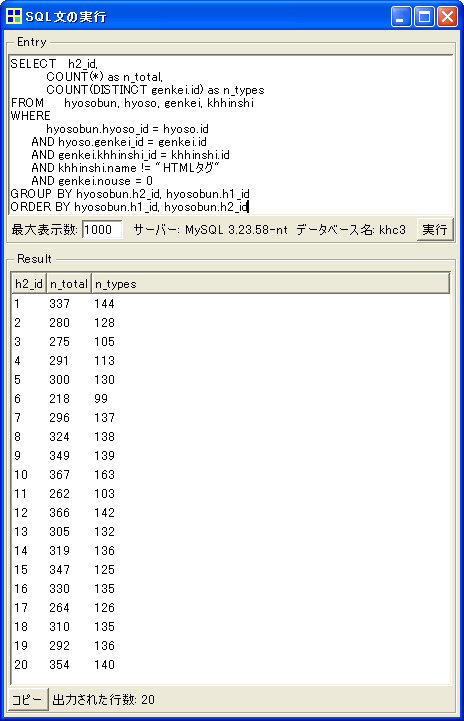 SQL文の実行
Entry
SELECT h2_id,
COUNT(*) as n_total,
COUNT(DISTINCT genkei.id) as n_types
FROM hyosobun, hyoso, genkei, khhinshi
WHERE
hyosobun.hyoso_id = hyoso.id
AND hyoso.genkei_id = genkei.id
AND genkei.khhinshi_id = khhinshi.id
AND khhinshi.name != "HTMLタグ"
AND genkei.nouse = 0
GROUP BY hyosobun.h2_id, hyosobun.h1_id
ORDER BY hyosobun.h1_id, hyosobun.h2_id
最大表示数: 1000 サーバー: MySQL 3.23.58-nt データベース名: khc3 実行
Result
h2_id n_total n_types
1 337 144
2 280 128
3 275 105
4 291 113
5 300 130
6 218 99
7 296 137
8 324 138
9 349 139
10 367 163
11 262 103
12 366 142
13 305 132
14 319 136
15 347 125
16 330 135
17 264 126
18 310 135
19 292 136
20 354 140
コピー 出力された行数: 20